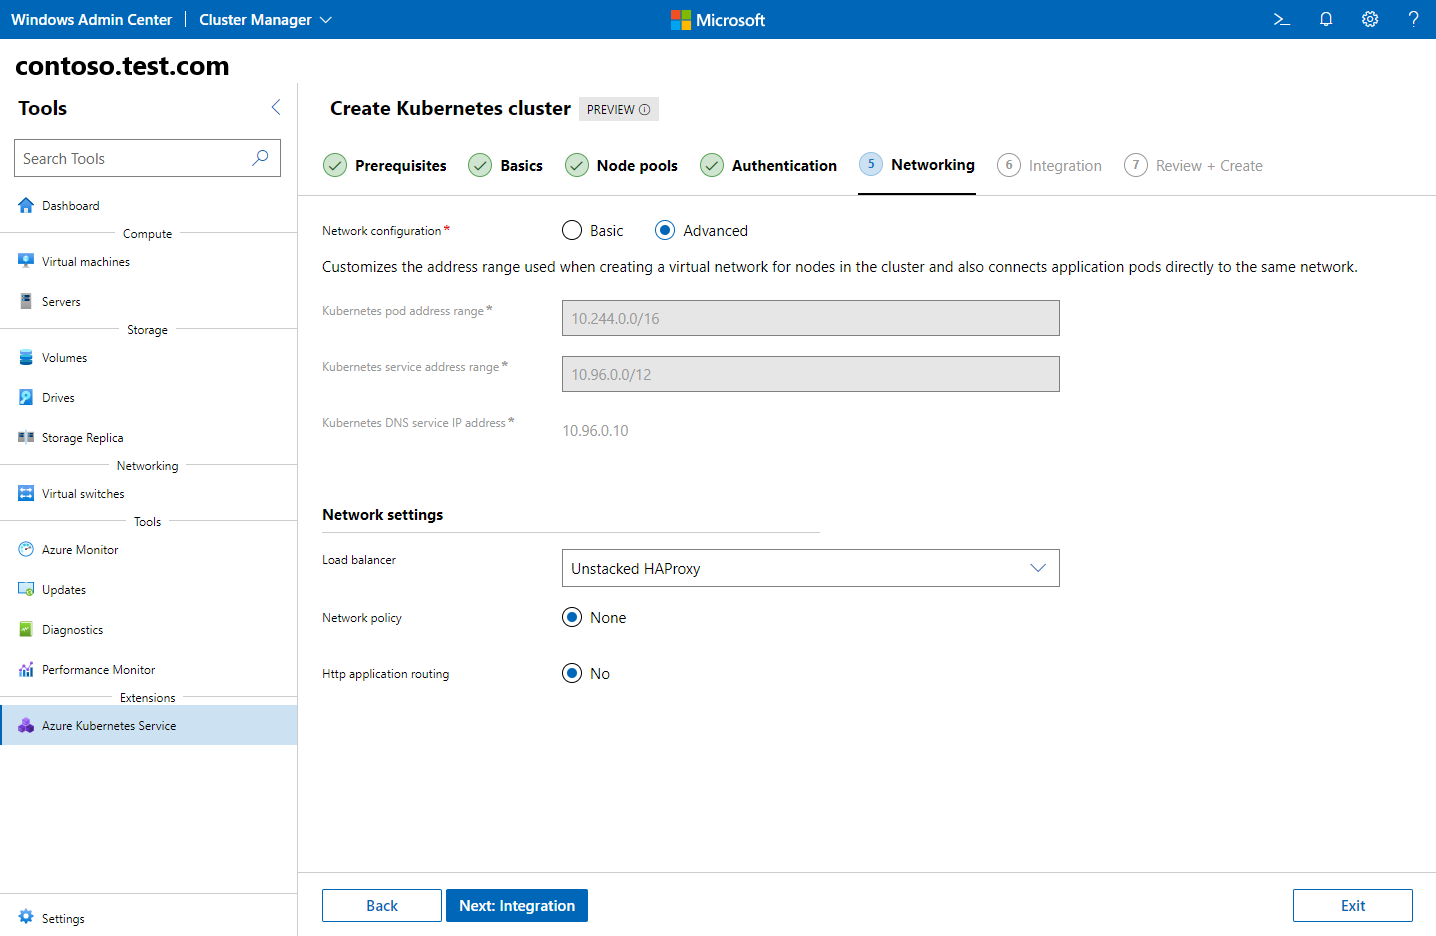 Windows Admin Center
Cluster Manager
Microsoft
contoso.test.com
Tools
Search Tools
Dashboard
Compute
Virtual machines
Servers
Storage
Volumes
Drives
Storage Replica
Networking
Virtual switches
Tools
Azure Monitor
Updates
Diagnostics
Performance Monitor
Extensions
Azure Kubernetes Service
Settings
Create Kubernetes cluster PREVIEW
Prerequisites
Basics
Node pools
Authentication
5 Networking
6 Integration
7 Review + Create
Network configuration*
Basic
Advanced
Customizes the address range used when creating a virtual network for nodes in the cluster and also connects application pods directly to the same network.
Kubernetes pod address range*
10.244.0.0/16
Kubernetes service address range*
10.96.0.0/12
Kubernetes DNS service IP address*
10.96.0.10
Network settings
Load balancer
Unstacked HAProxy
Network policy
None
Http application routing
No
Back
Next: Integration
Exit